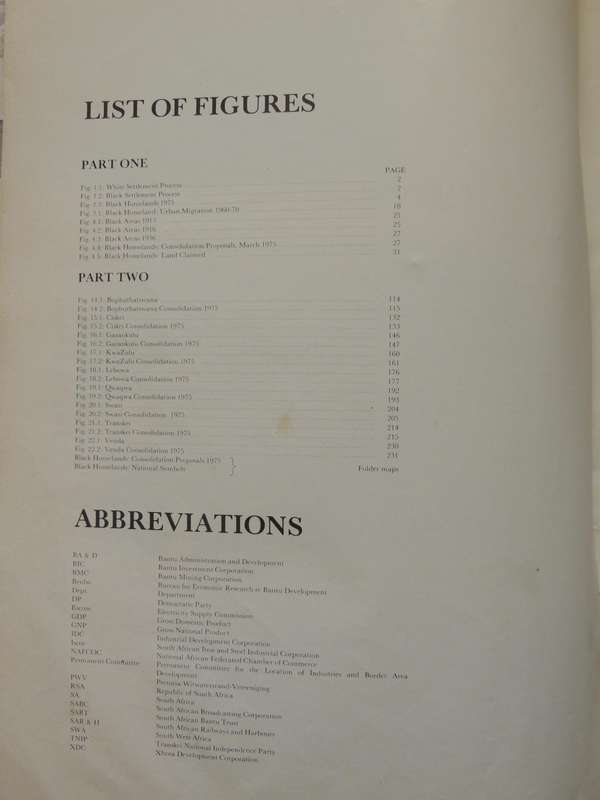 LIST OF FIGURES
PART ONE
PAGE
Fig. 1.1: White Settlement Process 2
Fig. 1.2: Black Settlement Process 2
Fig. 2.1: Black Homelands 1973 4
Fig. 3.1: Black Homeland: Urban Migration 1960-70 18
Fig. 4.1: Black Areas 1913 25
Fig. 4.2: Black Areas 1916 25
Fig. 4.3: Black Areas 1936 27
Fig. 4.4: Black Homelands: Consolidation Proposals, March 1975 27
Fig. 4.5: Black Homelands: Land Claimed 31
PART TWO
Fig. 14.1: Bophuthatswana 114
Fig. 14.2: Bophuthatswana Consolidation 1975 115
Fig. 15.1: Ciskei 132
Fig. 15.2: Ciskei Consolidation 1975 133
Fig. 16.1: Gazankulu 146
Fig. 16.2: Gazankulu Consolidation 1975 147
Fig. 17.1: KwaZulu 160
Fig. 17.2: KwaZulu Consolidation 1975 161
Fig. 18.1: Lebowa 176
Fig. 18.2: Lebowa Consolidation 1975 177
Fig. 19.1: Qwaqwa 192
Fig. 19.2: Qwaqwa Consolidation 1975 193
Fig. 20.1: Swazi 204
Fig. 20.2: Swazi Consolidation 1975 205
Fig. 21.1: Transkei 214
Fig. 21.2: Transkei Consolidation 1975 215
Fig. 22.1: Venda 230
Fig. 22.2: Venda Consolidation 1975 231
Black Homelands: Consolidation Proposals 1975
Black Homelands: National Symbols Folder maps
ABBREVIATIONS
BA & D Bantu Administration and Development
BIC Bantu Investment Corporation
BMC Bantu Mining Corporation
Benbo Bureau for Economic Research re Bantu Development
Dept Department
DP Democratic Party
Escom Electricity Supply Commission
GDP Gross Domestic Product
GNP Gross National Product
IDC Industrial Development Corporation
Iscor South African Iron and Steel Industrial Corporation
NAFCOC National African Federated Chamber of Commerce
Permanent Committee Permanent Committee for the Location of Industries and Border Area
Development
PWV Pretoria-Witwatersrand-Vereeniging
RSA Republic of South Africa
SA South Africa
SABC South African Broadcasting Corporation
SABT South African Bantu Trust
SAR & H South African Railways and Harbours
SWA South West Africa
TNIP Transkei National Independence Party
XDC Xhosa Development Corporation